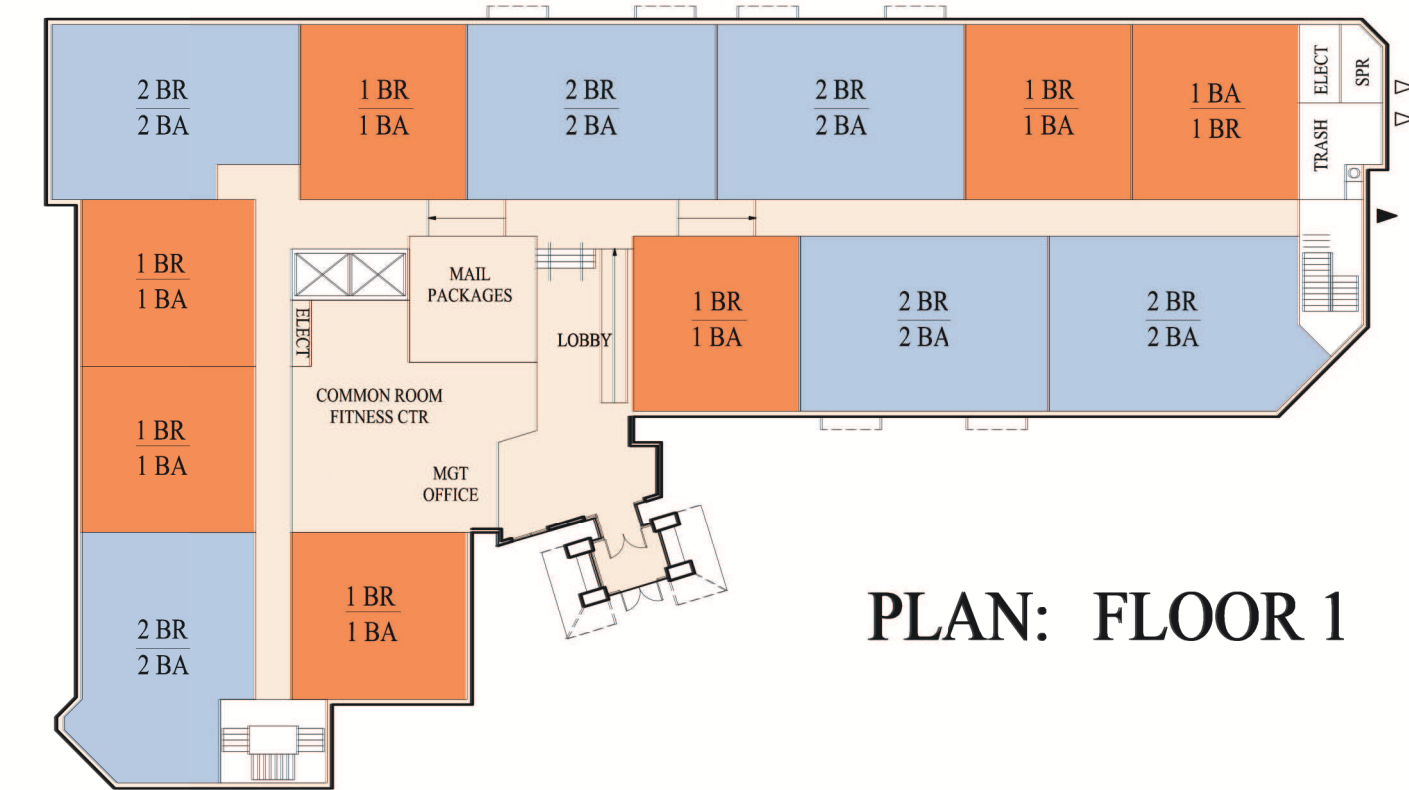 2 BR
2 BA
1 BR
1 BA
2 BR
2 BA
2 BR
2 BA
1 BR
1 BA
1 BA
1 BR
ELECT
SPR
TRASH
1 BR
1 BA
MAIL
PACKAGES
ELECT
LOBBY
1 BR
1 BA
2 BR
2 BA
2 BR
2 BA
COMMON ROOM
FITNESS CTR
1 BR
1 BA
MGT
OFFICE
1 BR
1 BA
2 BR
2 BA
PLAN: FLOOR 1